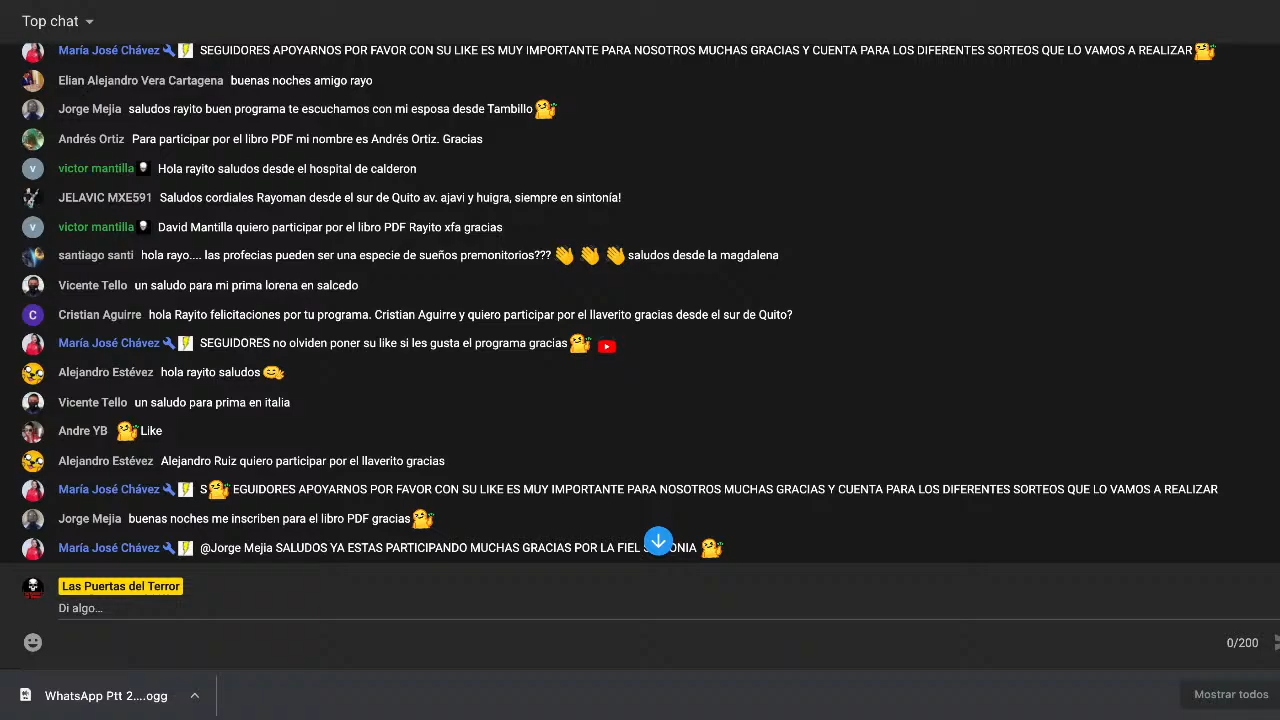 Top chat
María José Chávez SEGUIDORES APOYARNOS POR FAVOR CON SU LIKE ES MUY IMPORTANTE PARA NOSOTROS MUCHAS GRACIAS Y CUENTA PARA LOS DIFERENTES SORTEOS QUE LO VAMOS A REALIZAR
Elian Alejandro Vera Cartagena buenas noches amigo rayo
Jorge Mejia saludos rayito buen programa te escuchamos con mi esposa desde Tambillo
Andrés Ortiz Para participar por el libro PDF mi nombre es Andrés Ortiz. Gracias
V victor mantilla Hola rayito saludos desde el hospital de calderon
JELAVIC MXE591 Saludos cordiales Rayoman desde el sur de Quito av. ajavi y huigra, siempre en sintonía!
V victor mantilla David Mantilla quiero participar por el libro PDF Rayito xfa gracias
santiago santi hola rayo.... las profecias pueden ser una especie de sueños premonitorios??? 👋 👋 👋 saludos desde la magdalena
Vicente Tello un saludo para mi prima lorena en salcedo
C Cristian Aguirre hola Rayito felicitaciones por tu programa. Cristian Aguirre y quiero participar por el llaverito gracias desde el sur de Quito?
María José Chávez SEGUIDORES no olviden poner su like si les gusta el programa gracias
Alejandro Estévez hola rayito saludos
Vicente Tello un saludo para prima en italia
Andre YB Like
Alejandro Estévez Alejandro Ruiz quiero participar por el llaverito gracias
María José Chávez S EGUIDORES APOYARNOS POR FAVOR CON SU LIKE ES MUY IMPORTANTE PARA NOSOTROS MUCHAS GRACIAS Y CUENTA PARA LOS DIFERENTES SORTEOS QUE LO VAMOS A REALIZAR
Jorge Mejia buenas noches me inscriben para el libro PDF gracias
María José Chávez @Jorge Mejia SALUDOS YA ESTAS PARTICIPANDO MUCHAS GRACIAS POR LA FIEL
Las Puertas del Terror
Di algo...
0/200
WhatsApp Ptt 2....ogg
Mostrar todos